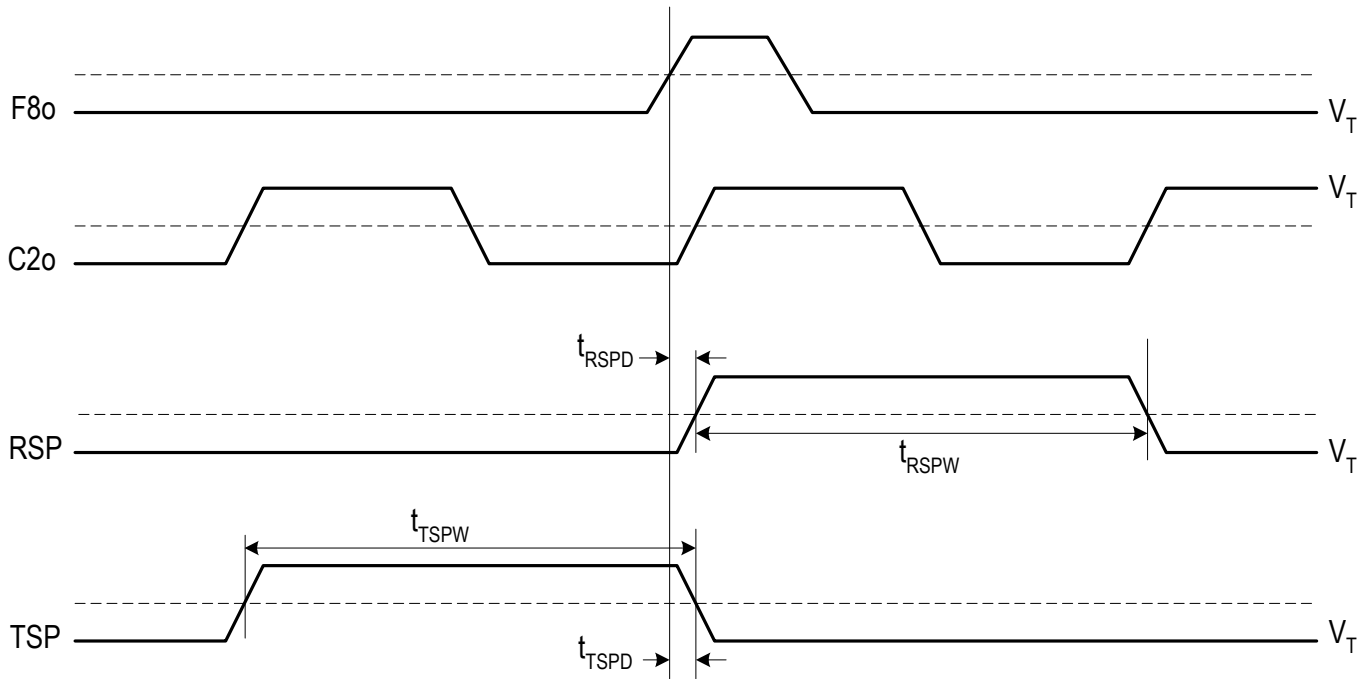 F8o
V_T
V_T
C2o
t_RSPD
RSP
t_RSPW
V_T
t_TSPW
TSP
V_T
t_TSPD